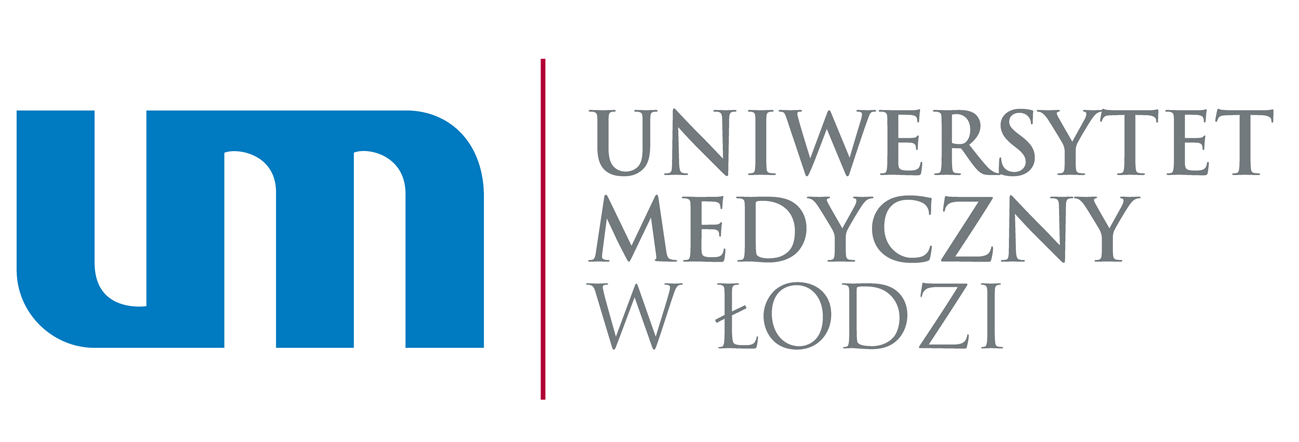 um
UNIWERSYTET
MEDYCZNY
W ŁODZI